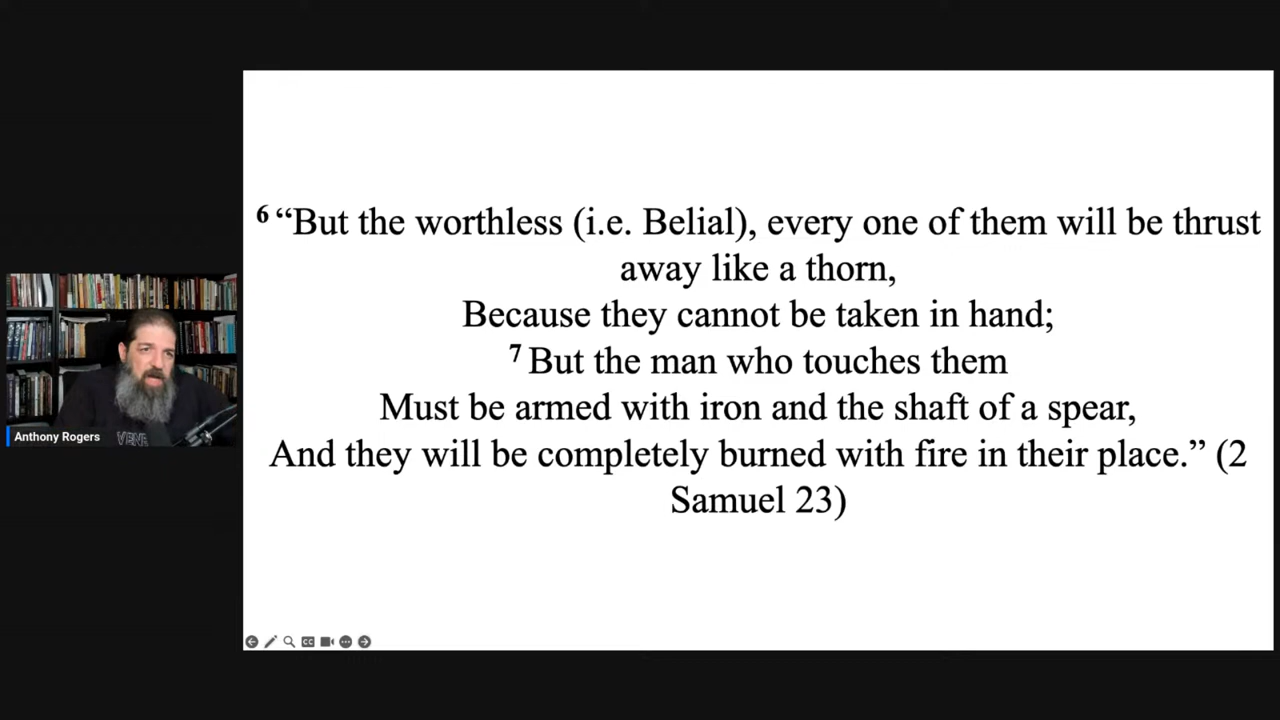 6 “But the worthless (i.e. Belial), every one of them will be thrust
away like a thorn,
Because they cannot be taken in hand;
7 But the man who touches them
Must be armed with iron and the shaft of a spear,
And they will be completely burned with fire in their place.” (2
Samuel 23)
Anthony Rogers